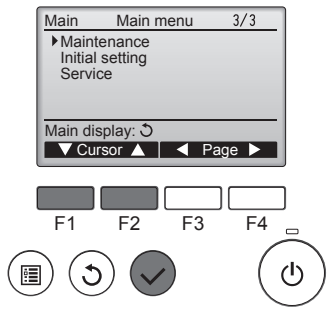 Main Main menu 3/3
Maintenance
Initial setting
Service
Main display:
Cursor Page
F1 F2 F3 F4